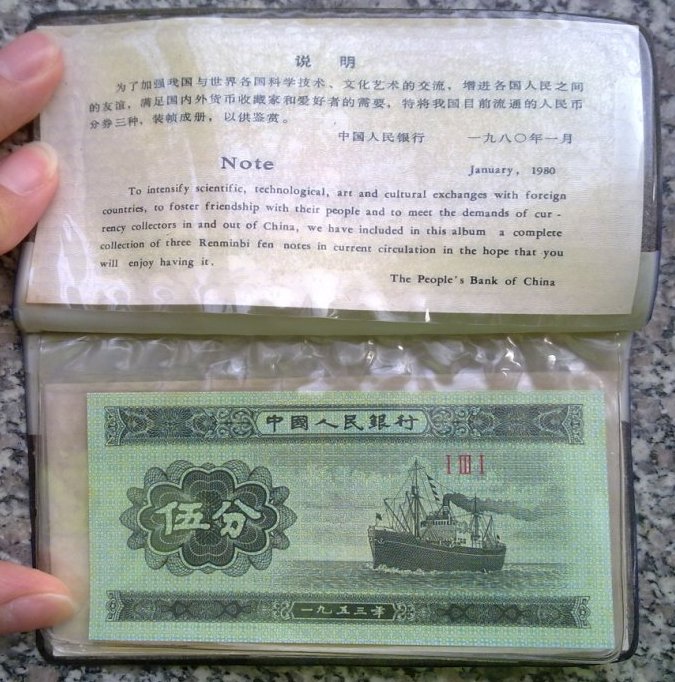 说 明
为了加强我国与世界各国科学技术、文化艺术的交流，增进各国人民之间
的友谊，满足国内外货币收藏家和爱好者的需要，特将我国目前流通的人民币
分券三种，装帧成册，以供鉴赏。
中国人民银行 一九八〇年一月
Note January, 1980
To intensify scientific, technological, art and cultural exchanges with foreign
countries, to foster friendship with their people and to meet the demands of cur -
rency collectors in and out of China, we have included in this album a complete
collection of three Renminbi fen notes in current circulation in the hope that you
will enjoy having it.
The People's Bank of China
中國人民銀行
I III I
伍分
一九五三年